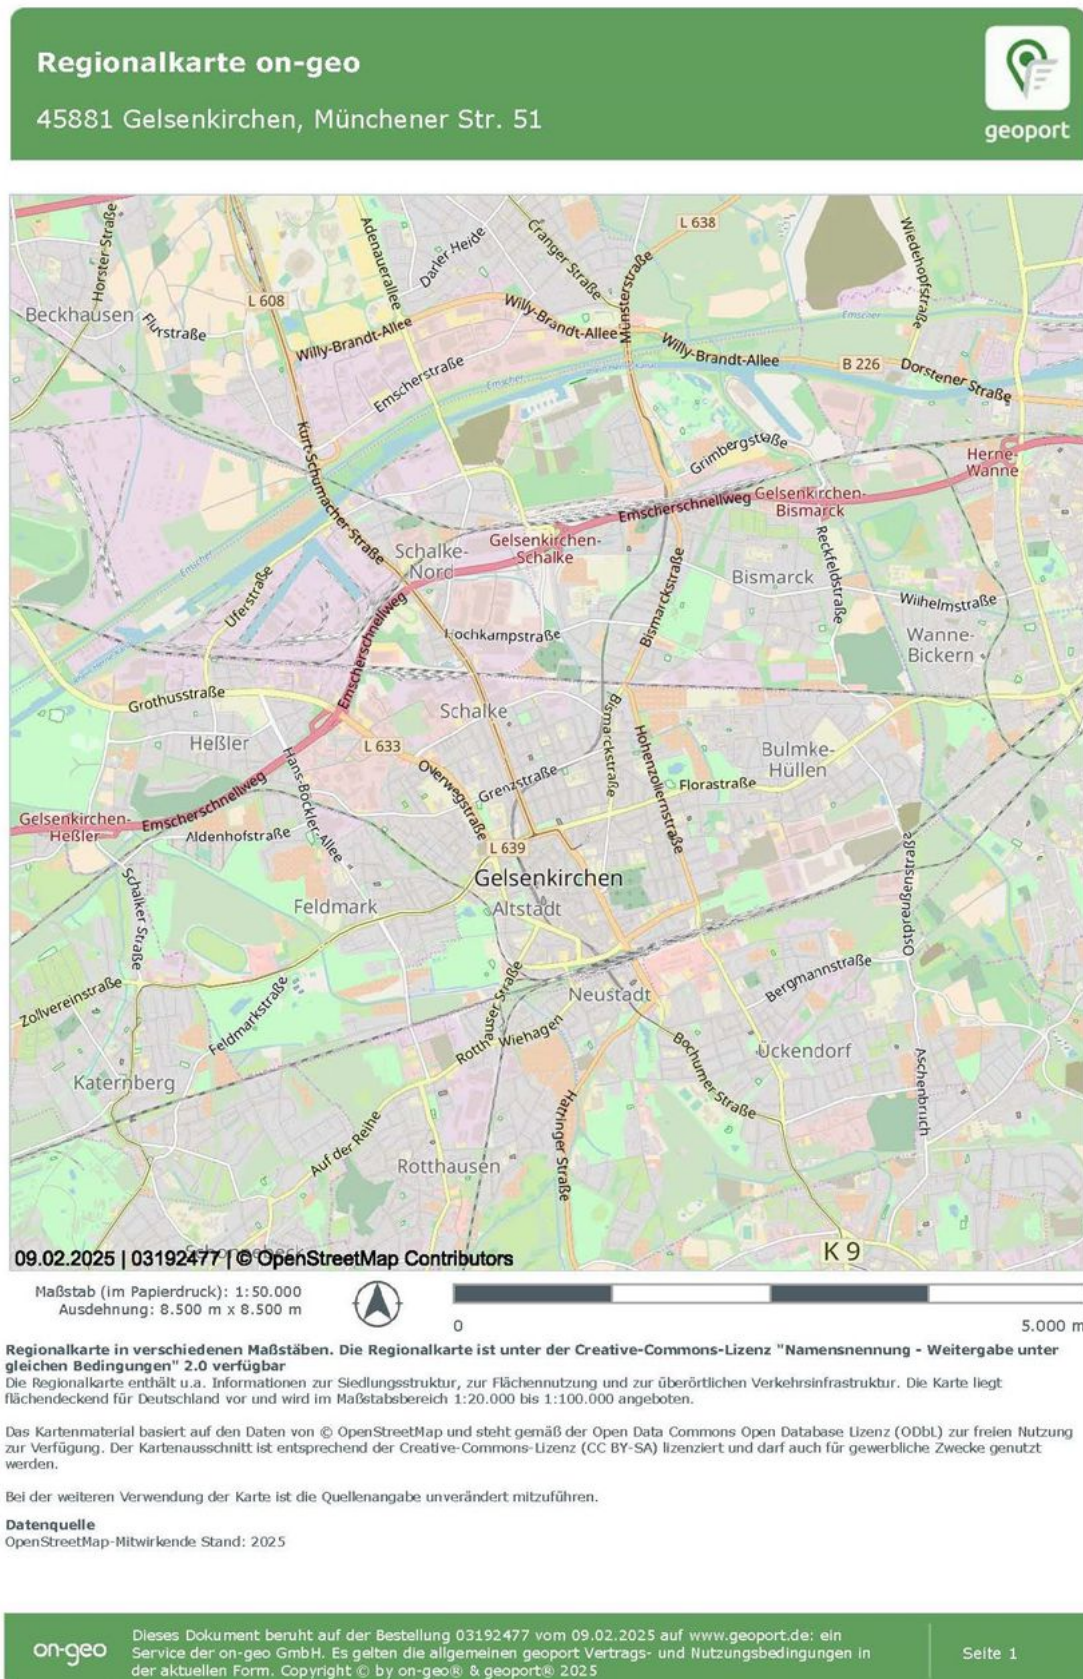 Regionalkarte on-geo
45881 Gelsenkirchen, Münchener Str. 51
geoport
L 638
Horster Straße
Adenauerallee
Darler Heide
Cranger Straße
Münsterstraße
Wiedehopfstraße
L 608
Beckhausen
Flurstraße
Willy-Brandt-Allee
Willy-Brandt-Allee
Willy-Brandt-Allee
Emscher
B 226
Dorstener Straße
Emscherstraße
Emscher
Kurt-Schumacher-Straße
Grimbergstraße
Herne-
Wanne
Gelsenkirchen-
Bismarck
Emscherschnellweg
Gelsenkirchen-
Schalke
Schalke-
Nord
Reckfeldstraße
Emscher
Uferstraße
Bismarck
Bismarckstraße
Wilhelmstraße
Hochkampstraße
Wanne-
Bickern
Emscherschnellweg
Grothusstraße
Schalke
Bismarckstraße
Heßler
L 633
Hohenzollernstraße
Bulmke-
Hüllen
Hans-Böckler-Allee
Overwegstraße
Grenzstraße
Florastraße
Gelsenkirchen-
Heßler
Emscherschnellweg
Aldenhofstraße
L 639
Gelsenkirchen
Altstadt
Feldmark
Schalker Straße
Ostpreußenstraße
Bergmannstraße
Zollvereinstraße
Feldmarkstraße
Rotthauser Straße
Neustadt
Wiehagen
Bochumer Straße
Ückendorf
Aschenbruch
Katernberg
Hattinger Straße
Auf der Reihe
Rotthausen
Schonnebeck
K 9
09.02.2025 | 03192477 | © OpenStreetMap Contributors
Maßstab (im Papierdruck): 1:50.000
Ausdehnung: 8.500 m x 8.500 m
0
5.000 m
Regionalkarte in verschiedenen Maßstäben. Die Regionalkarte ist unter der Creative-Commons-Lizenz "Namensnennung - Weitergabe unter
gleichen Bedingungen" 2.0 verfügbar
Die Regionalkarte enthält u.a. Informationen zur Siedlungsstruktur, zur Flächennutzung und zur überörtlichen Verkehrsinfrastruktur. Die Karte liegt
flächendeckend für Deutschland vor und wird im Maßstabsbereich 1:20.000 bis 1:100.000 angeboten.
Das Kartenmaterial basiert auf den Daten von © OpenStreetMap und steht gemäß der Open Data Commons Open Database Lizenz (ODbL) zur freien Nutzung
zur Verfügung. Der Kartenausschnitt ist entsprechend der Creative-Commons-Lizenz (CC BY-SA) lizenziert und darf auch für gewerbliche Zwecke genutzt
werden.
Bei der weiteren Verwendung der Karte ist die Quellenangabe unverändert mitzuführen.
Datenquelle
OpenStreetMap-Mitwirkende Stand: 2025
on-geo
Dieses Dokument beruht auf der Bestellung 03192477 vom 09.02.2025 auf www.geoport.de: ein
Service der on-geo GmbH. Es gelten die allgemeinen geoport Vertrags- und Nutzungsbedingungen in
der aktuellen Form. Copyright © by on-geo® & geoport® 2025
Seite 1